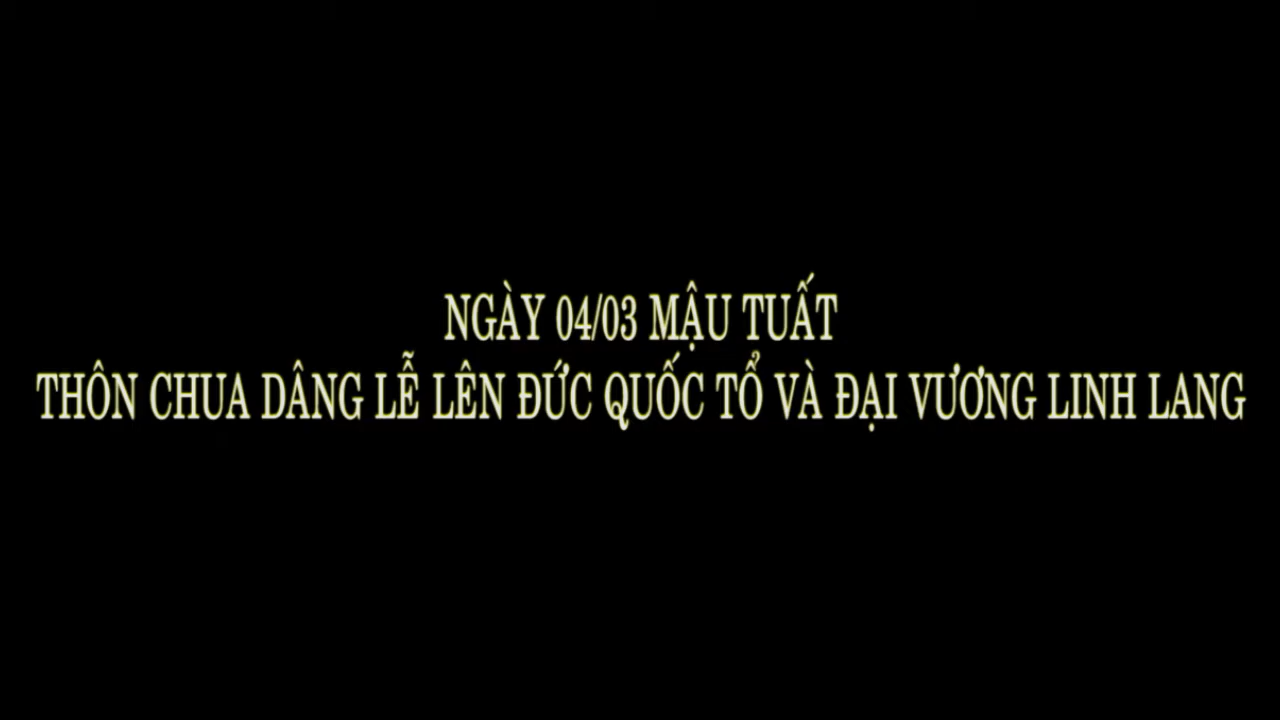 NGÀY 04/03 MẬU TUẤT
THÔN CHUA DÂNG LỄ LÊN ĐỨC QUỐC TỔ VÀ ĐẠI VƯƠNG LINH LANG